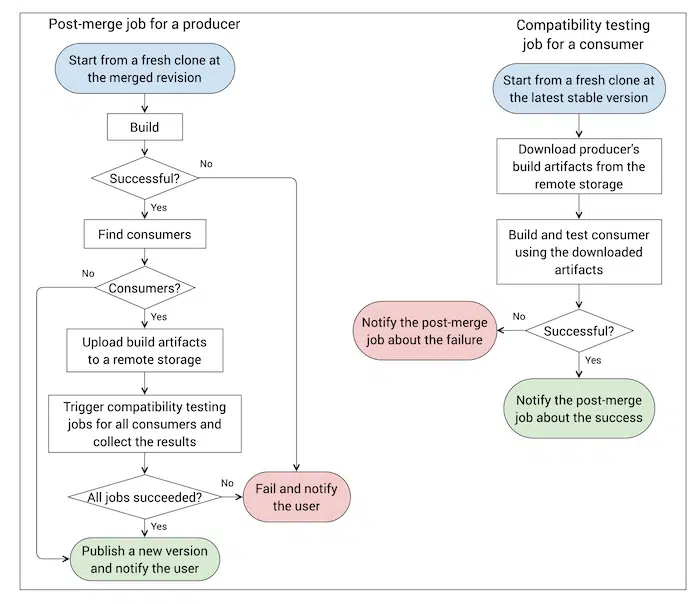 Post-merge job for a producer
Start from a fresh clone at
the merged revision
Build
Successful?
No
Yes
Find consumers
Consumers?
No
Yes
Upload build artifacts
to a remote storage
Trigger compatibility testing
jobs for all consumers and
collect the results
All jobs succeeded?
No
Fail and notify
the user
Yes
Publish a new version
and notify the user
Compatibility testing
job for a consumer
Start from a fresh clone at
the latest stable version
Download producer's
build artifacts from the
remote storage
Build and test consumer
using the downloaded
artifacts
Successful?
No
Notify the post-merge
job about the failure
Yes
Notify the post-merge
job about the success